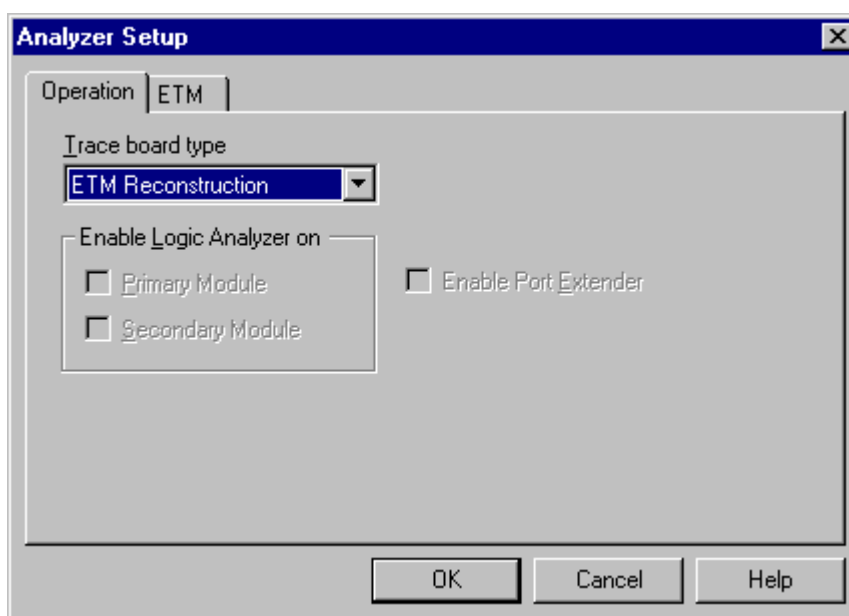 Analyzer Setup
Operation
ETM
Trace board type
ETM Reconstruction
Enable Logic Analyzer on
Primary Module
Enable Port Extender
Secondary Module
OK
Cancel
Help